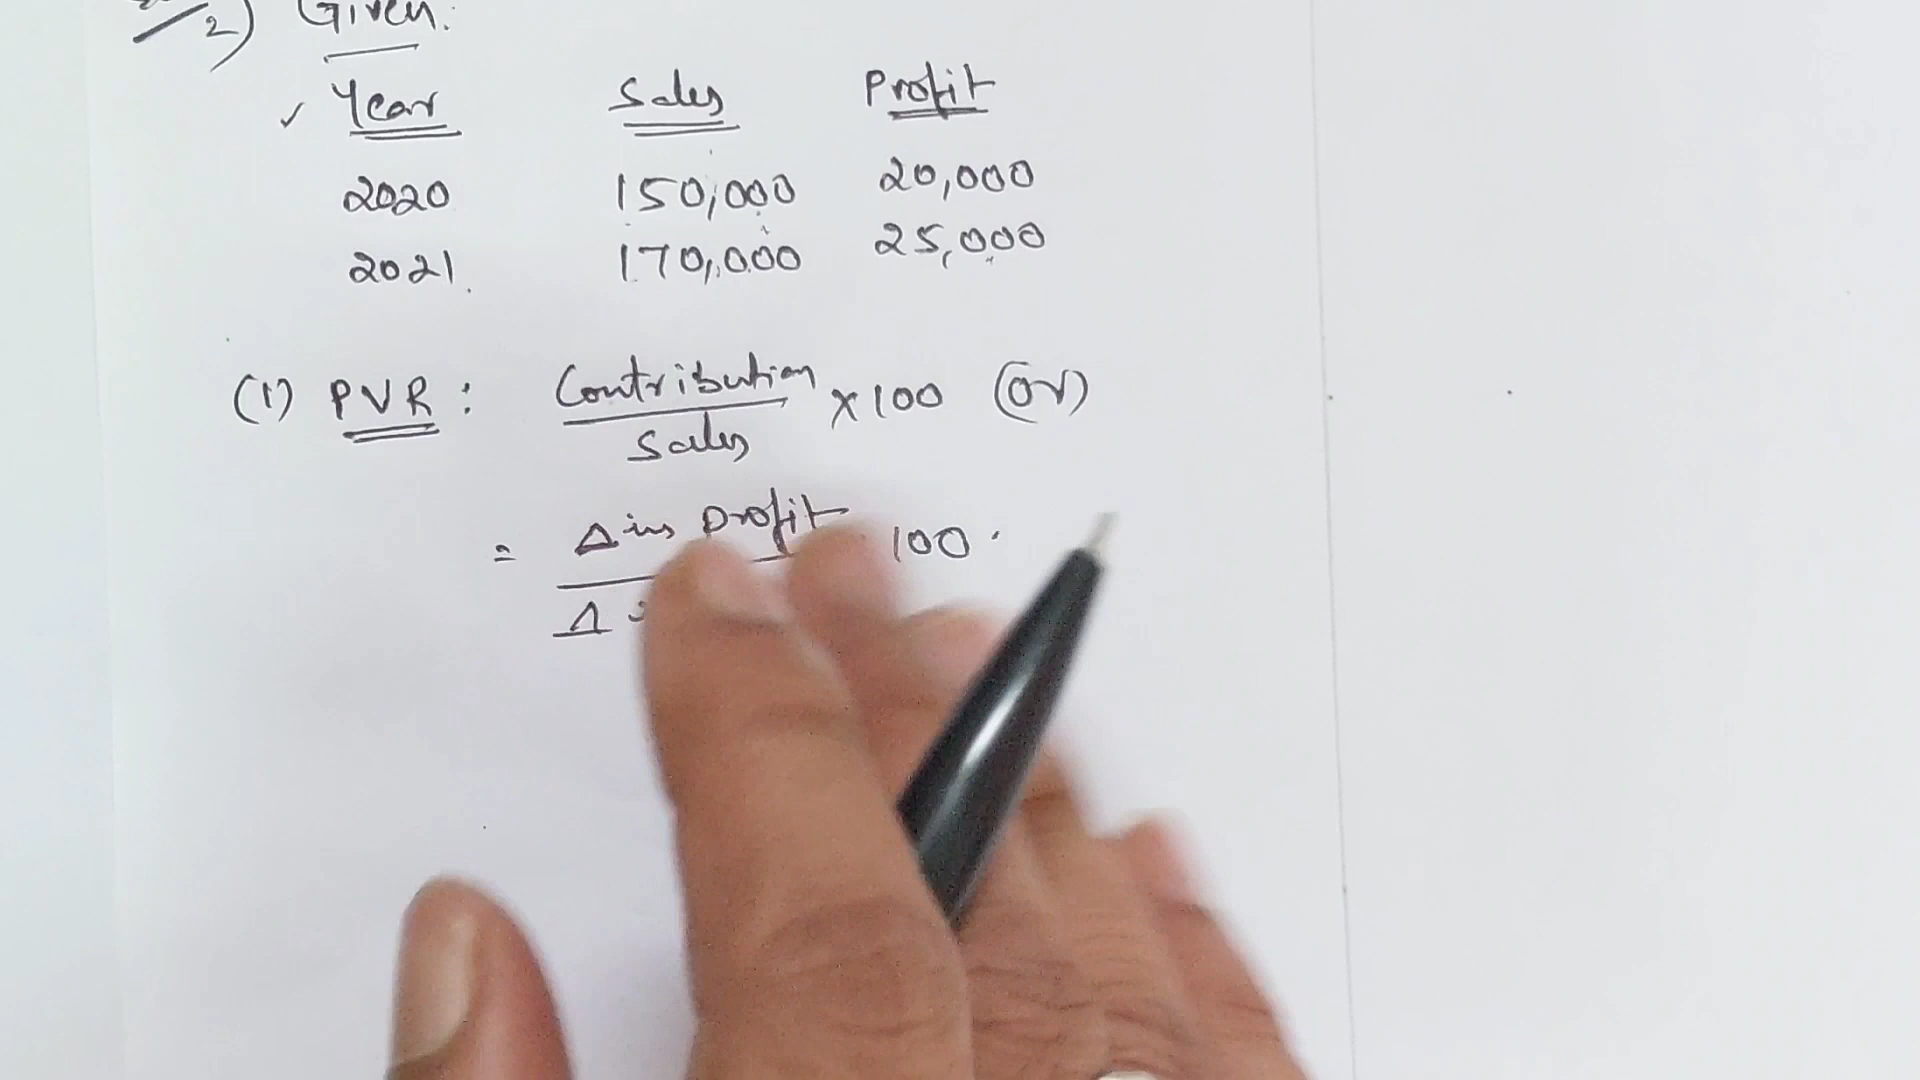 2) Given:
Year Sales Profit
2020 150,000 20,000
2021 170,000 25,000
(1) PVR : Contribution / Sales × 100 (or)
= Δ in Profit 100
Δ